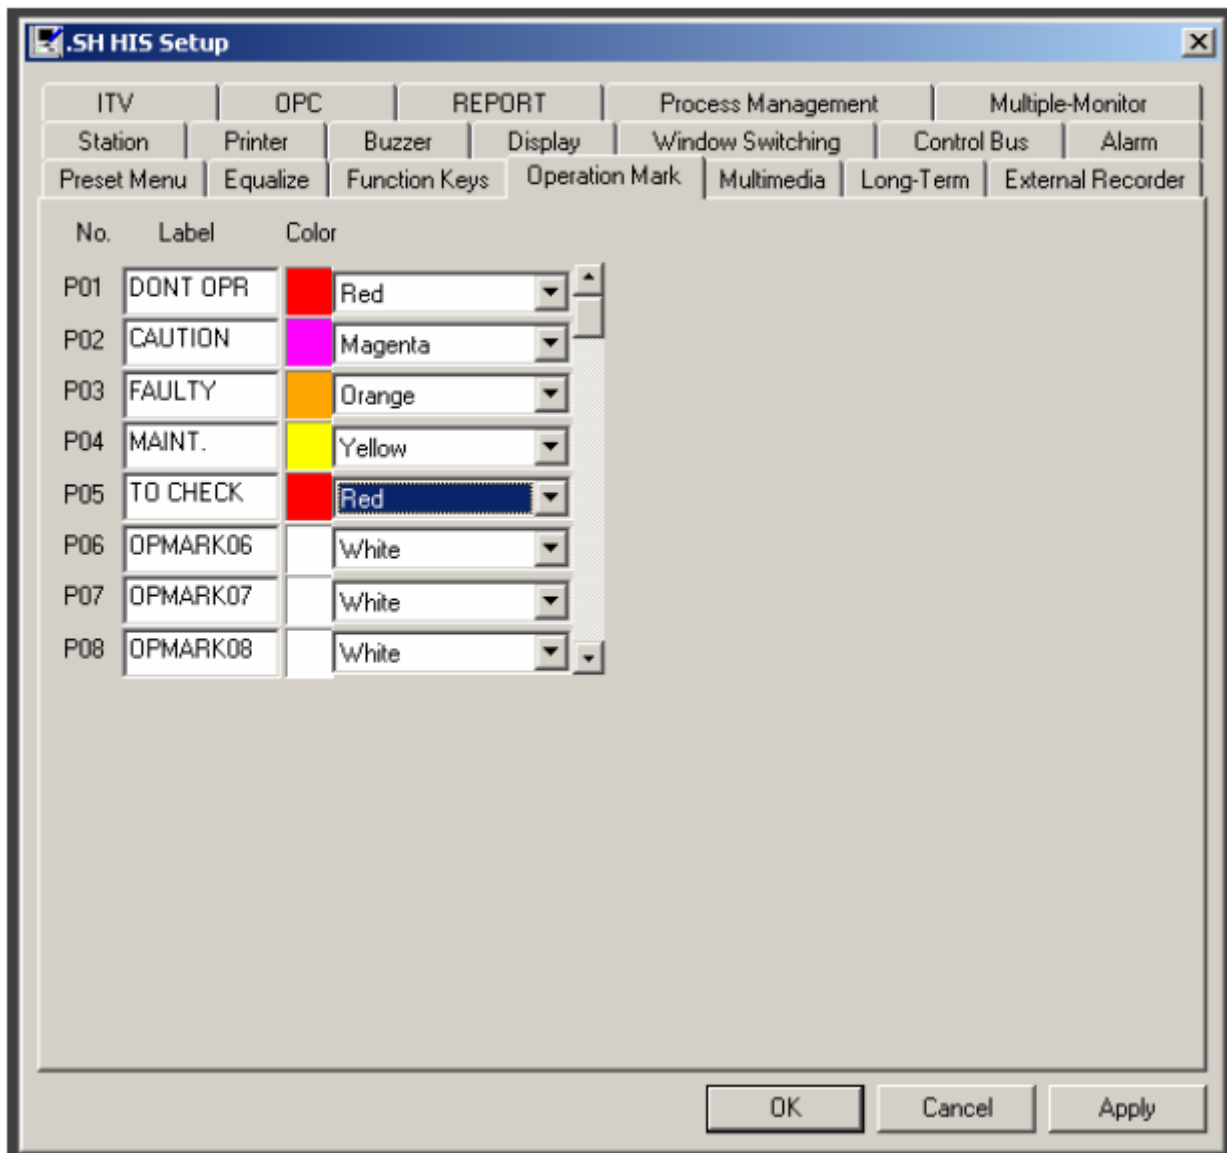 .SH HIS Setup
ITV OPC REPORT Process Management Multiple-Monitor
Station Printer Buzzer Display Window Switching Control Bus Alarm
Preset Menu Equalize Function Keys Operation Mark Multimedia Long-Term External Recorder
No. Label Color
P01 DONT OPR Red
P02 CAUTION Magenta
P03 FAULTY Orange
P04 MAINT. Yellow
P05 TO CHECK Red
P06 OPMARK06 White
P07 OPMARK07 White
P08 OPMARK08 White
OK Cancel Apply